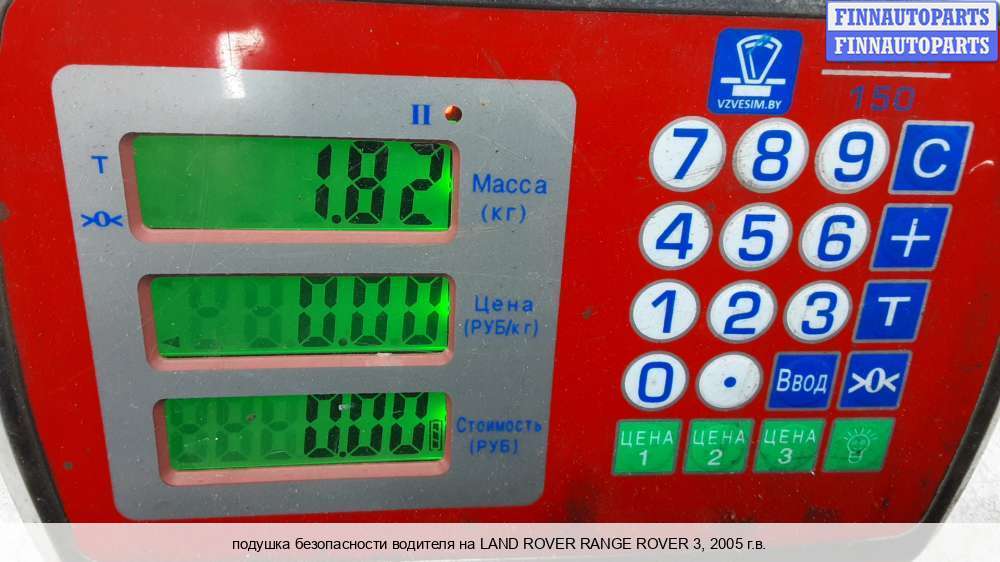 FINNAUTOPARTS
FINNAUTOPARTS
VZVESIM.BY
150
II
T
>0<
1.82
Масса
(кг)
0.00
Цена
(РУБ/кг)
0.00
Стоимость
(РУБ)
7 8 9 C
4 5 6 +
1 2 3 T
0 . Ввод >0<
ЦЕНА 1
ЦЕНА 2
ЦЕНА 3
подушка безопасности водителя на LAND ROVER RANGE ROVER 3, 2005 г.в.